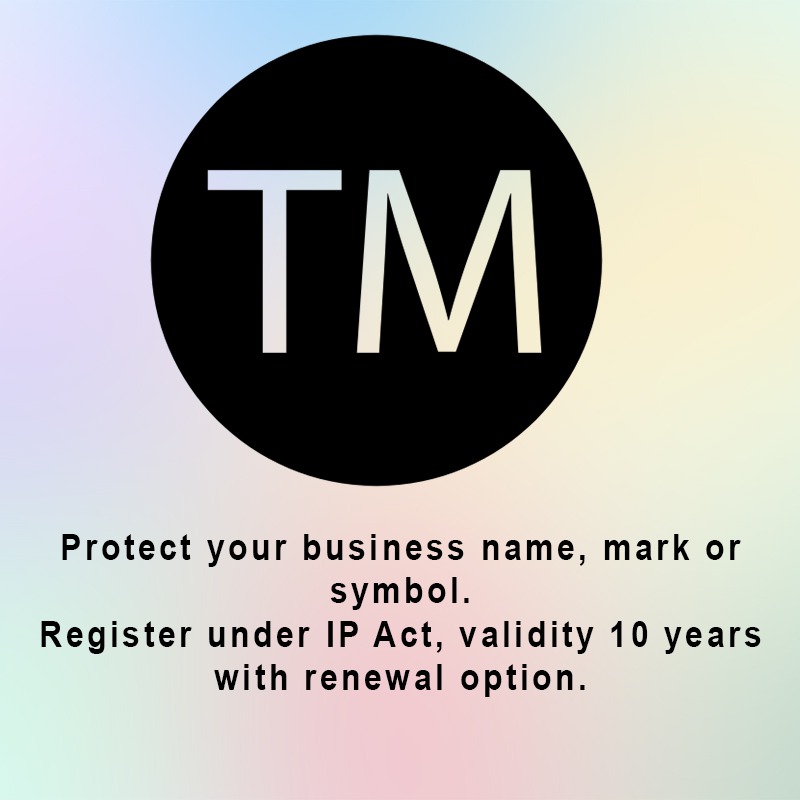 TM
Protect your business name, mark or
symbol.
Register under IP Act, validity 10 years
with renewal option.